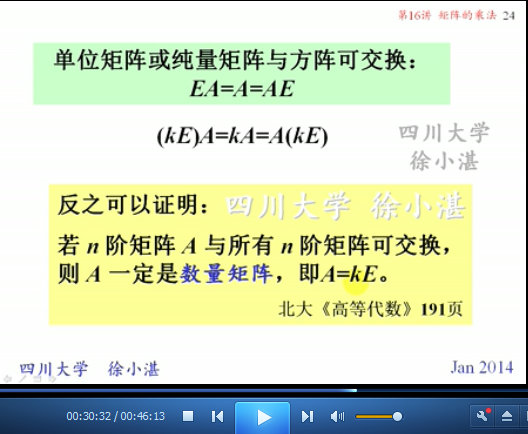 第16讲 矩阵的乘法 24
单位矩阵或纯量矩阵与方阵可交换：
EA=A=AE
(kE)A=kA=A(kE)
四川大学
徐小湛
反之可以证明：四川大学 徐小湛
若 n 阶矩阵 A 与所有 n 阶矩阵可交换，
则 A 一定是数量矩阵，即A=kE。
北大《高等代数》191页
四川大学 徐小湛 Jan 2014
00:30:32 / 00:46:13